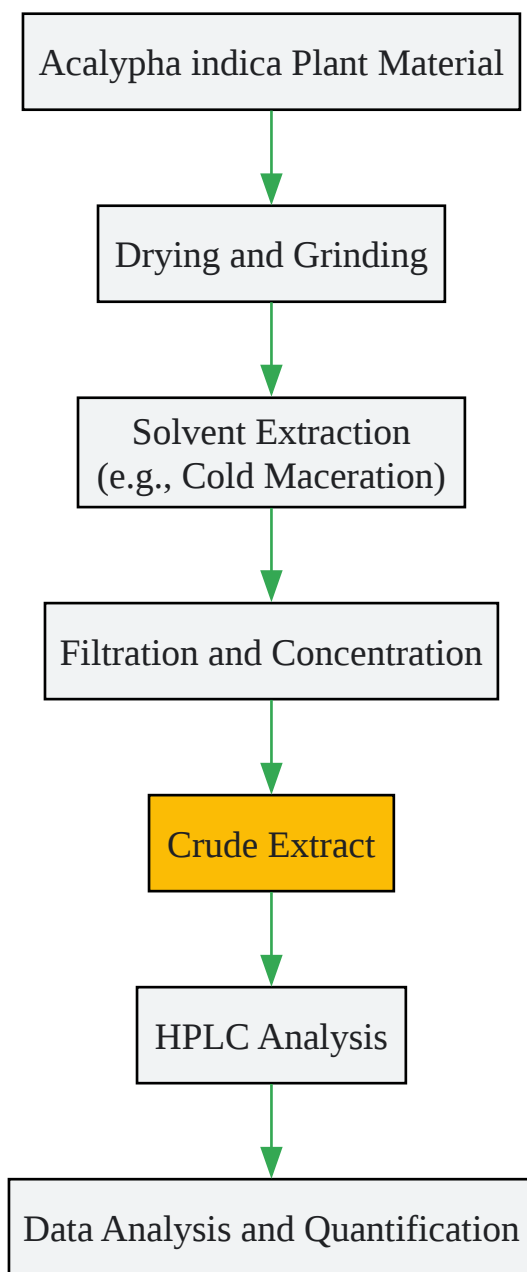 Acalypha indica Plant Material
Drying and Grinding
Solvent Extraction
(e.g., Cold Maceration)
Filtration and Concentration
Crude Extract
HPLC Analysis
Data Analysis and Quantification